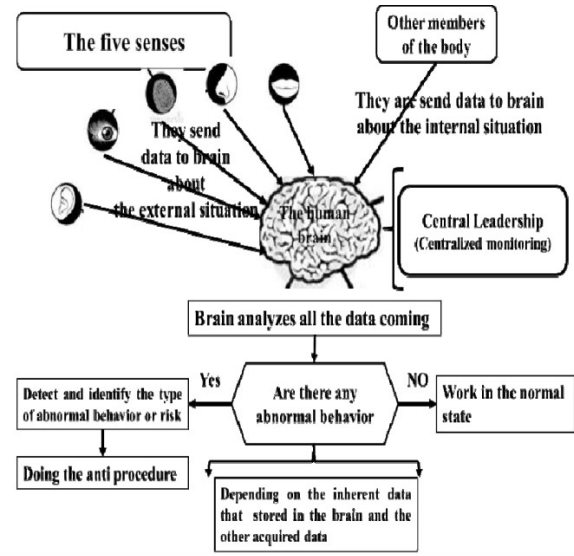 The five senses
Other members
of the body
They send
data to brain
about
the external situation
They are send data to brain
about the internal situation
The human
brain
Central Leadership
(Centralized monitoring)
Brain analyzes all the data coming
Yes
Are there any
abnormal behavior
NO
Detect and identify the type
of abnormal behavior or risk
Work in the normal
state
Doing the anti procedure
Depending on the inherent data
that stored in the brain and the
other acquired data